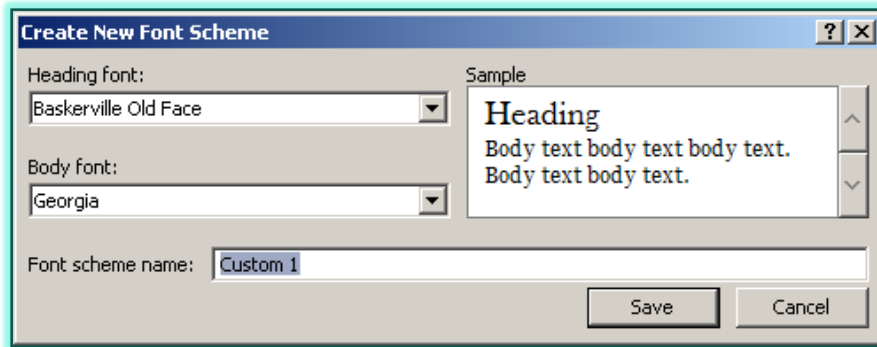 Create New Font Scheme
Heading font:
Baskerville Old Face
Body font:
Georgia
Sample
Heading
Body text body text body text.
Body text body text.
Font scheme name:
Custom 1
Save
Cancel